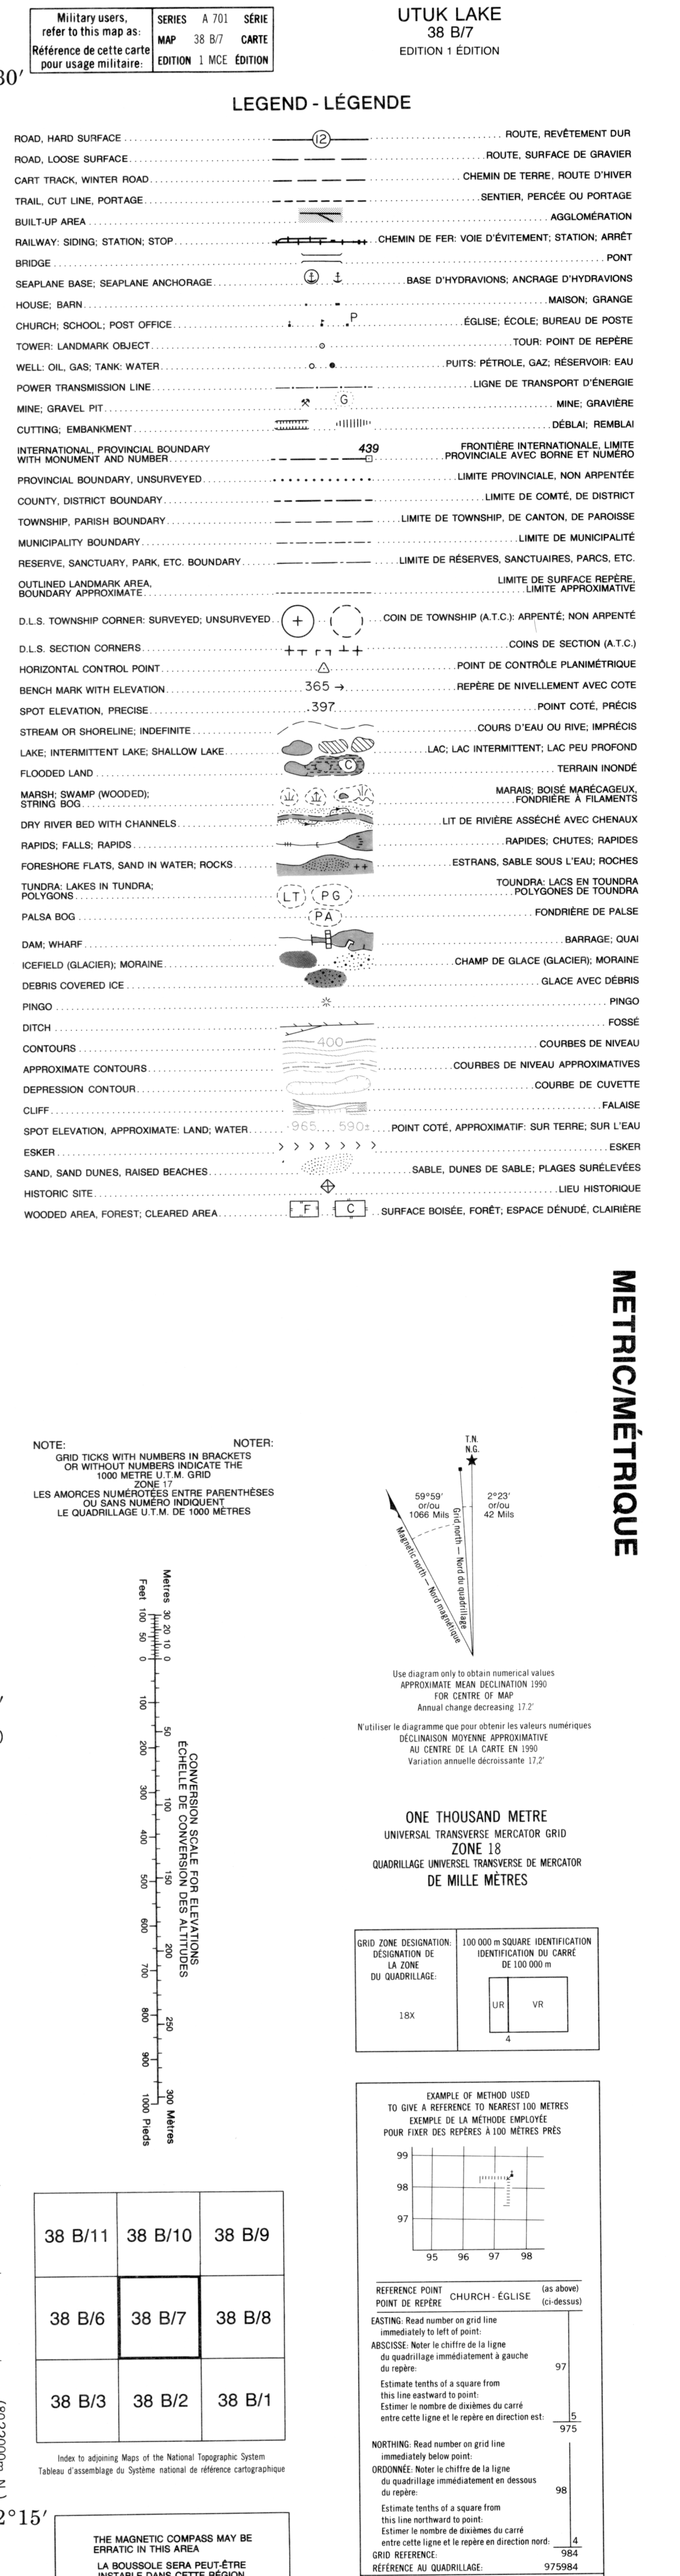 Military users,
refer to this map as:
Référence de cette carte
pour usage militaire:
SERIES A 701 SÉRIE
MAP 38 B/7 CARTE
EDITION 1 MCE ÉDITION
UTUK LAKE
38 B/7
EDITION 1 ÉDITION
30′
LEGEND - LÉGENDE
ROAD, HARD SURFACE 12 ROUTE, REVÊTEMENT DUR
ROAD, LOOSE SURFACE ROUTE, SURFACE DE GRAVIER
CART TRACK, WINTER ROAD CHEMIN DE TERRE, ROUTE D'HIVER
TRAIL, CUT LINE, PORTAGE SENTIER, PERCÉE OU PORTAGE
BUILT-UP AREA AGGLOMÉRATION
RAILWAY: SIDING; STATION; STOP CHEMIN DE FER: VOIE D'ÉVITEMENT; STATION; ARRÊT
BRIDGE PONT
SEAPLANE BASE; SEAPLANE ANCHORAGE BASE D'HYDRAVIONS; ANCRAGE D'HYDRAVIONS
HOUSE; BARN MAISON; GRANGE
CHURCH; SCHOOL; POST OFFICE P ÉGLISE; ÉCOLE; BUREAU DE POSTE
TOWER: LANDMARK OBJECT TOUR: POINT DE REPÈRE
WELL: OIL, GAS; TANK: WATER PUITS: PÉTROLE, GAZ; RÉSERVOIR: EAU
POWER TRANSMISSION LINE LIGNE DE TRANSPORT D'ÉNERGIE
MINE; GRAVEL PIT G MINE; GRAVIÈRE
CUTTING; EMBANKMENT DÉBLAI; REMBLAI
INTERNATIONAL, PROVINCIAL BOUNDARY 439 FRONTIÈRE INTERNATIONALE, LIMITE
WITH MONUMENT AND NUMBER PROVINCIALE AVEC BORNE ET NUMÉRO
PROVINCIAL BOUNDARY, UNSURVEYED LIMITE PROVINCIALE, NON ARPENTÉE
COUNTY, DISTRICT BOUNDARY LIMITE DE COMTÉ, DE DISTRICT
TOWNSHIP, PARISH BOUNDARY LIMITE DE TOWNSHIP, DE CANTON, DE PAROISSE
MUNICIPALITY BOUNDARY LIMITE DE MUNICIPALITÉ
RESERVE, SANCTUARY, PARK, ETC. BOUNDARY LIMITE DE RÉSERVES, SANCTUAIRES, PARCS, ETC.
OUTLINED LANDMARK AREA, LIMITE DE SURFACE REPÈRE,
BOUNDARY APPROXIMATE LIMITE APPROXIMATIVE
D.L.S. TOWNSHIP CORNER: SURVEYED; UNSURVEYED COIN DE TOWNSHIP (A.T.C.): ARPENTÉ; NON ARPENTÉ
D.L.S. SECTION CORNERS COINS DE SECTION (A.T.C.)
HORIZONTAL CONTROL POINT POINT DE CONTRÔLE PLANIMÉTRIQUE
BENCH MARK WITH ELEVATION 365 → REPÈRE DE NIVELLEMENT AVEC COTE
SPOT ELEVATION, PRECISE .397 POINT COTÉ, PRÉCIS
STREAM OR SHORELINE; INDEFINITE COURS D'EAU OU RIVE; IMPRÉCIS
LAKE; INTERMITTENT LAKE; SHALLOW LAKE LAC; LAC INTERMITTENT; LAC PEU PROFOND
FLOODED LAND C TERRAIN INONDÉ
MARSH; SWAMP (WOODED); MARAIS; BOISÉ MARÉCAGEUX,
STRING BOG FONDRIÈRE À FILAMENTS
DRY RIVER BED WITH CHANNELS LIT DE RIVIÈRE ASSÉCHÉ AVEC CHENAUX
RAPIDS; FALLS; RAPIDS RAPIDES; CHUTES; RAPIDES
FORESHORE FLATS, SAND IN WATER; ROCKS ESTRANS, SABLE SOUS L'EAU; ROCHES
TUNDRA: LAKES IN TUNDRA; TOUNDRA: LACS EN TOUNDRA
POLYGONS LT PG POLYGONES DE TOUNDRA
PALSA BOG PA FONDRIÈRE DE PALSE
DAM; WHARF BARRAGE; QUAI
ICEFIELD (GLACIER); MORAINE CHAMP DE GLACE (GLACIER); MORAINE
DEBRIS COVERED ICE GLACE AVEC DÉBRIS
PINGO PINGO
DITCH FOSSÉ
CONTOURS 400 COURBES DE NIVEAU
APPROXIMATE CONTOURS COURBES DE NIVEAU APPROXIMATIVES
DEPRESSION CONTOUR COURBE DE CUVETTE
CLIFF FALAISE
SPOT ELEVATION, APPROXIMATE: LAND; WATER ·965 590± POINT COTÉ, APPROXIMATIF: SUR TERRE; SUR L'EAU
ESKER ESKER
SAND, SAND DUNES, RAISED BEACHES SABLE, DUNES DE SABLE; PLAGES SURÉLEVÉES
HISTORIC SITE LIEU HISTORIQUE
WOODED AREA, FOREST; CLEARED AREA F C SURFACE BOISÉE, FORÊT; ESPACE DÉNUDÉ, CLAIRIÈRE
METRIC/MÉTRIQUE
NOTE: NOTER:
GRID TICKS WITH NUMBERS IN BRACKETS
OR WITHOUT NUMBERS INDICATE THE
1000 METRE U.T.M. GRID
ZONE 17
LES AMORCES NUMÉROTÉES ENTRE PARENTHÈSES
OU SANS NUMÉRO INDIQUENT
LE QUADRILLAGE U.T.M. DE 1000 MÈTRES
T.N.
N.G.
59°59′
or/ou
1066 Mils
2°23′
or/ou
42 Mils
Magnetic north — Nord magnétique
Grid north — Nord du quadrillage
Use diagram only to obtain numerical values
APPROXIMATE MEAN DECLINATION 1990
FOR CENTRE OF MAP
Annual change decreasing 17.2′
N'utiliser le diagramme que pour obtenir les valeurs numériques
DÉCLINAISON MOYENNE APPROXIMATIVE
AU CENTRE DE LA CARTE EN 1990
Variation annuelle décroissante 17,2′
CONVERSION SCALE FOR ELEVATIONS
ÉCHELLE DE CONVERSION DES ALTITUDES
Metres 30 20 10 0 50 100 150 200 250 300 Mètres
Feet 100 50 0 100 200 300 400 500 600 700 800 900 1000 Pieds
ONE THOUSAND METRE
UNIVERSAL TRANSVERSE MERCATOR GRID
ZONE 18
QUADRILLAGE UNIVERSEL TRANSVERSE DE MERCATOR
DE MILLE MÈTRES
GRID ZONE DESIGNATION:
DÉSIGNATION DE
LA ZONE
DU QUADRILLAGE:
18X
100 000 m SQUARE IDENTIFICATION
IDENTIFICATION DU CARRÉ
DE 100 000 m
UR VR
4
EXAMPLE OF METHOD USED
TO GIVE A REFERENCE TO NEAREST 100 METRES
EXEMPLE DE LA MÉTHODE EMPLOYÉE
POUR FIXER DES REPÈRES À 100 MÈTRES PRÈS
99
98
97
95 96 97 98
REFERENCE POINT
POINT DE REPÈRE
CHURCH - ÉGLISE
(as above)
(ci-dessus)
EASTING: Read number on grid line
immediately to left of point:
ABSCISSE: Noter le chiffre de la ligne
du quadrillage immédiatement à gauche
du repère: 97
Estimate tenths of a square from
this line eastward to point:
Estimer le nombre de dixièmes du carré
entre cette ligne et le repère en direction est: 5
975
NORTHING: Read number on grid line
immediately below point:
ORDONNÉE: Noter le chiffre de la ligne
du quadrillage immédiatement en dessous
du repère: 98
Estimate tenths of a square from
this line northward to point:
Estimer le nombre de dixièmes du carré
entre cette ligne et le repère en direction nord: 4
GRID REFERENCE: 984
RÉFÉRENCE AU QUADRILLAGE: 975984
38 B/11 38 B/10 38 B/9
38 B/6 38 B/7 38 B/8
38 B/3 38 B/2 38 B/1
Index to adjoining Maps of the National Topographic System
Tableau d'assemblage du Système national de référence cartographique
2°15′
THE MAGNETIC COMPASS MAY BE
ERRATIC IN THIS AREA
LA BOUSSOLE SERA PEUT-ÊTRE
INSTABLE DANS CETTE RÉGION